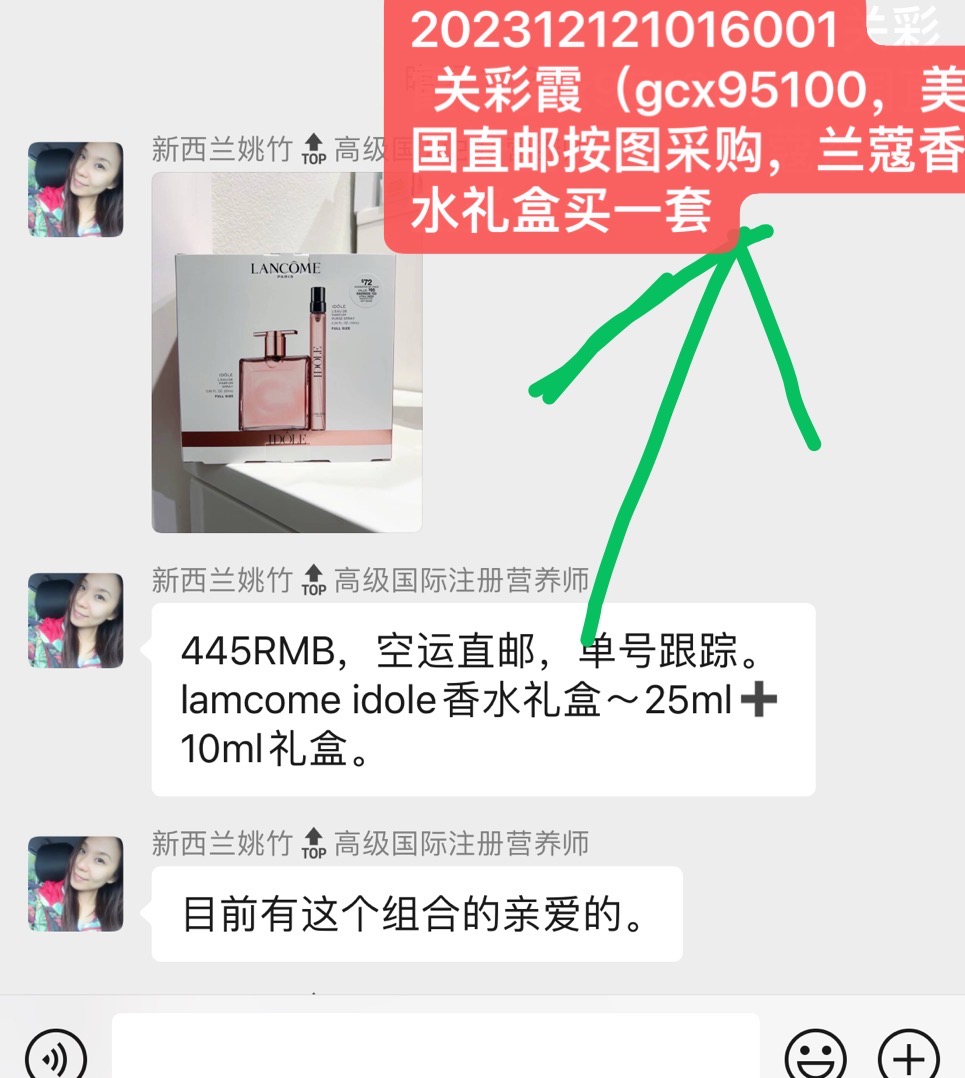 202312121016001
关彩霞（gcx95100，美
国直邮按图采购，兰蔻香
水礼盒买一套
新西兰姚竹 TOP 高级
LANCÔME
PARIS
$72
IDÔLE
FULL SIZE
IDÔLE
IDÔLE
FULL SIZE
IDÔLE
新西兰姚竹 TOP 高级国际注册营养师
445RMB，空运直邮，单号跟踪。
lamcome idole香水礼盒～25ml➕
10ml礼盒。
新西兰姚竹 TOP 高级国际注册营养师
目前有这个组合的亲爱的。